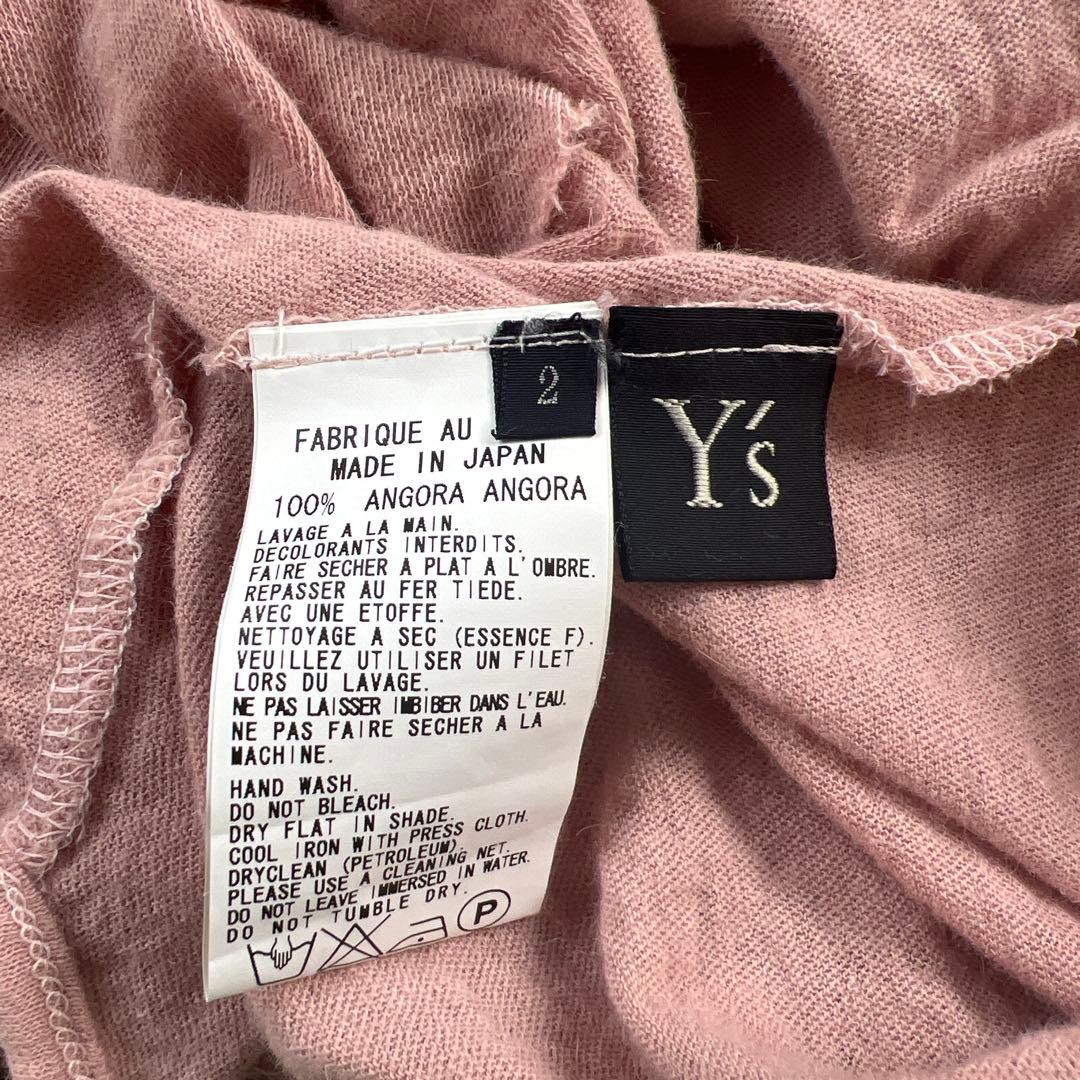 2
Y's
FABRIQUE AU
MADE IN JAPAN
100% ANGORA ANGORA
LAVAGE A LA MAIN.
DECOLORANTS INTERDITS.
FAIRE SECHER A PLAT A L'OMBRE.
REPASSER AU FER TIEDE.
AVEC UNE ETOFFE.
NETTOYAGE A SEC (ESSENCE F).
VEUILLEZ UTILISER UN FILET
LORS DU LAVAGE.
NE PAS LAISSER IMBIBER DANS L'EAU.
NE PAS FAIRE SECHER A LA
MACHINE.
HAND WASH.
DO NOT BLEACH.
DRY FLAT IN SHADE.
COOL IRON WITH PRESS CLOTH.
DRYCLEAN (PETROLEUM).
PLEASE USE A CLEANING NET.
DO NOT LEAVE IMMERSED IN WATER.
DO NOT TUMBLE DRY.
P